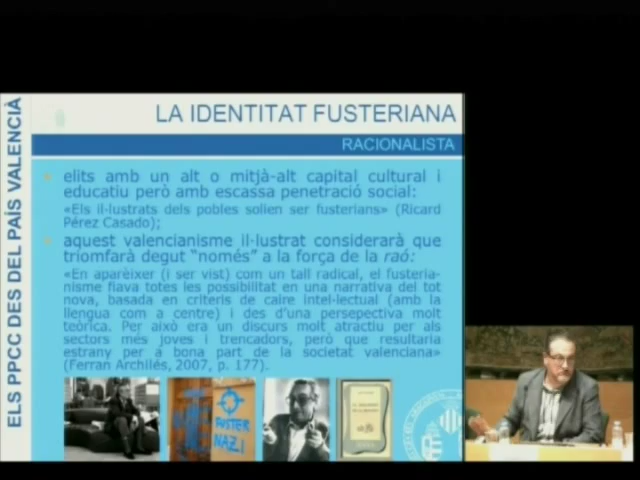 ELS PPCC DES DEL PAÍS VALENCIÀ
LA IDENTITAT FUSTERIANA
RACIONALISTA
elits amb un alt o mitjà-alt capital cultural i
educatiu però amb escassa penetració social:
«Els il·lustrats dels pobles solien ser fusterians» (Ricard
Pérez Casado);
aquest valencianisme il·lustrat considerarà que
triomfarà degut “només” a la força de la raó:
«En aparèixer (i ser vist) com un tall radical, el fusteria-
nisme fiava totes les possibilitat en una narrativa del tot
nova, basada en criteris de caire intel·lectual (amb la
llengua com a centre) i des d'una persepectiva molt
teòrica. Per això era un discurs molt atractiu per als
sectors més joves i trencadors, però que resultaria
estrany per a bona part de la societat valenciana»
(Ferran Archilés, 2007, p. 177).
FUSTER
NAZI